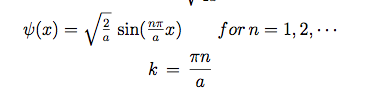 ψ(x) = √(2/a) sin(nπ/a x) for n = 1, 2, ⋯
k = πn/a